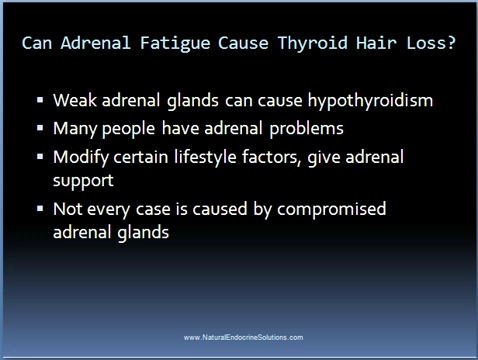 Can Adrenal Fatigue Cause Thyroid Hair Loss?
▪ Weak adrenal glands can cause hypothyroidism
▪ Many people have adrenal problems
▪ Modify certain lifestyle factors, give adrenal
support
▪ Not every case is caused by compromised
adrenal glands
www.NaturalEndocrineSolutions.com